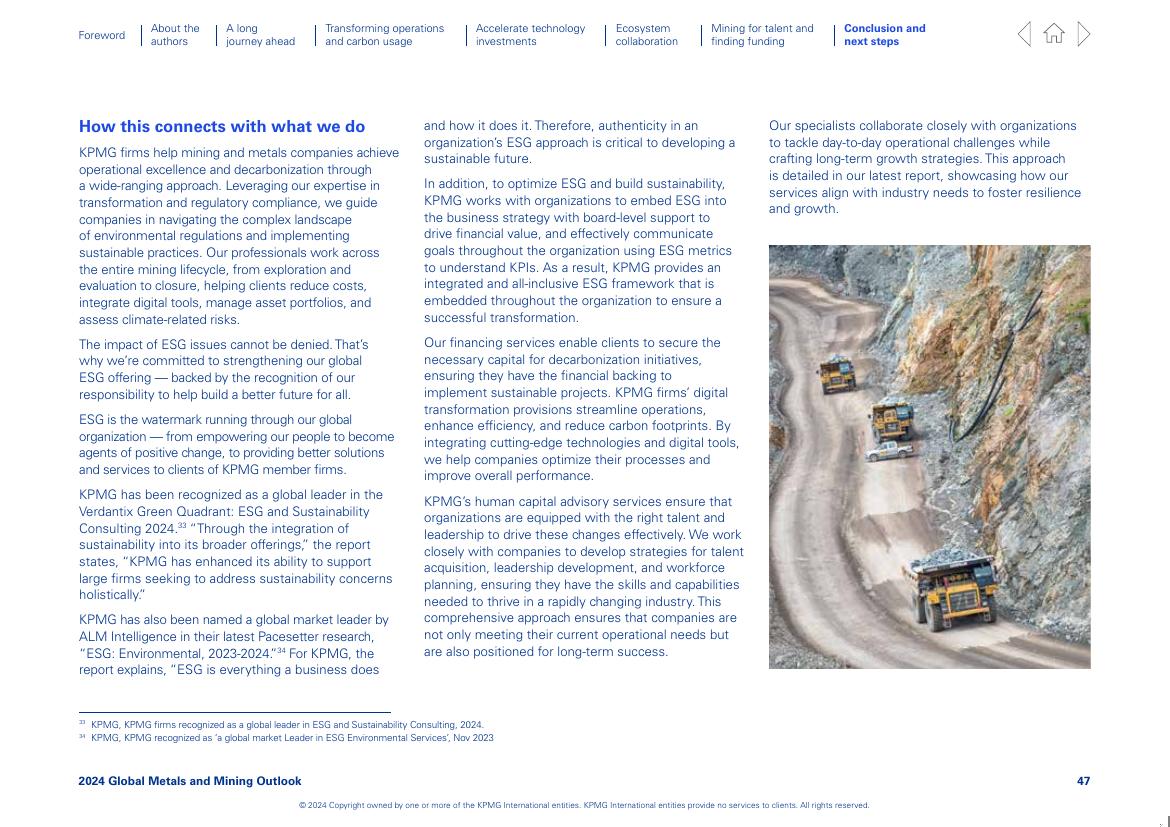 Foreword
About the
authors
A long
journey ahead
Transforming operations
and carbon usage
Accelerate technology
investments
Ecosystem
collaboration
Mining for talent and
finding funding
Conclusion and
next steps
How this connects with what we do
KPMG firms help mining and metals companies achieve
operational excellence and decarbonization through
a wide-ranging approach. Leveraging our expertise in
transformation and regulatory compliance, we guide
companies in navigating the complex landscape
of environmental regulations and implementing
sustainable practices. Our professionals work across
the entire mining lifecycle, from exploration and
evaluation to closure, helping clients reduce costs,
integrate digital tools, manage asset portfolios, and
assess climate-related risks.
The impact of ESG issues cannot be denied. That's
why we're committed to strengthening our global
ESG offering — backed by the recognition of our
responsibility to help build a better future for all.
ESG is the watermark running through our global
organization — from empowering our people to become
agents of positive change, to providing better solutions
and services to clients of KPMG member firms.
KPMG has been recognized as a global leader in the
Verdantix Green Quadrant: ESG and Sustainability
Consulting 2024.³³ “Through the integration of
sustainability into its broader offerings,” the report
states, “KPMG has enhanced its ability to support
large firms seeking to address sustainability concerns
holistically.”
KPMG has also been named a global market leader by
ALM Intelligence in their latest Pacesetter research,
“ESG: Environmental, 2023-2024.”³⁴ For KPMG, the
report explains, “ESG is everything a business does
and how it does it. Therefore, authenticity in an
organization's ESG approach is critical to developing a
sustainable future.
In addition, to optimize ESG and build sustainability,
KPMG works with organizations to embed ESG into
the business strategy with board-level support to
drive financial value, and effectively communicate
goals throughout the organization using ESG metrics
to understand KPIs. As a result, KPMG provides an
integrated and all-inclusive ESG framework that is
embedded throughout the organization to ensure a
successful transformation.
Our financing services enable clients to secure the
necessary capital for decarbonization initiatives,
ensuring they have the financial backing to
implement sustainable projects. KPMG firms' digital
transformation provisions streamline operations,
enhance efficiency, and reduce carbon footprints. By
integrating cutting-edge technologies and digital tools,
we help companies optimize their processes and
improve overall performance.
KPMG's human capital advisory services ensure that
organizations are equipped with the right talent and
leadership to drive these changes effectively. We work
closely with companies to develop strategies for talent
acquisition, leadership development, and workforce
planning, ensuring they have the skills and capabilities
needed to thrive in a rapidly changing industry. This
comprehensive approach ensures that companies are
not only meeting their current operational needs but
are also positioned for long-term success.
Our specialists collaborate closely with organizations
to tackle day-to-day operational challenges while
crafting long-term growth strategies. This approach
is detailed in our latest report, showcasing how our
services align with industry needs to foster resilience
and growth.
³³ KPMG, KPMG firms recognized as a global leader in ESG and Sustainability Consulting, 2024.
³⁴ KPMG, KPMG recognized as ‘a global market Leader in ESG Environmental Services’, Nov 2023
2024 Global Metals and Mining Outlook
47
© 2024 Copyright owned by one or more of the KPMG International entities. KPMG International entities provide no services to clients. All rights reserved.